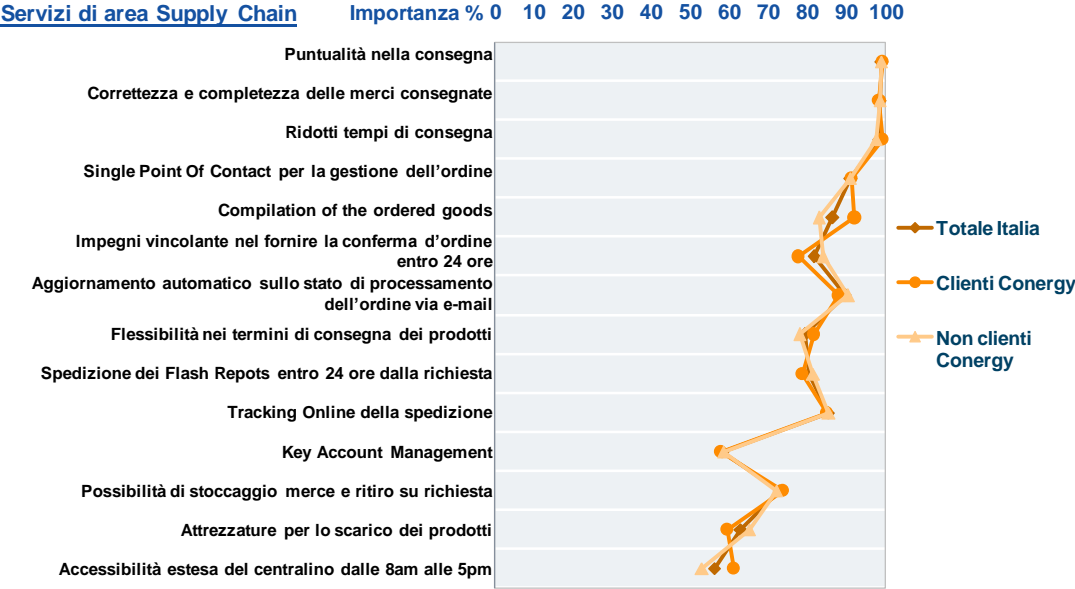 Servizi di area Supply Chain Importanza % 0 10 20 30 40 50 60 70 80 90 100
Puntualità nella consegna
Correttezza e completezza delle merci consegnate
Ridotti tempi di consegna
Single Point Of Contact per la gestione dell’ordine
Compilation of the ordered goods
Impegni vincolante nel fornire la conferma d’ordine
entro 24 ore
Aggiornamento automatico sullo stato di processamento
dell’ordine via e-mail
Flessibilità nei termini di consegna dei prodotti
Spedizione dei Flash Repots entro 24 ore dalla richiesta
Tracking Online della spedizione
Key Account Management
Possibilità di stoccaggio merce e ritiro su richiesta
Attrezzature per lo scarico dei prodotti
Accessibilità estesa del centralino dalle 8am alle 5pm
Totale Italia
Clienti Conergy
Non clienti
Conergy